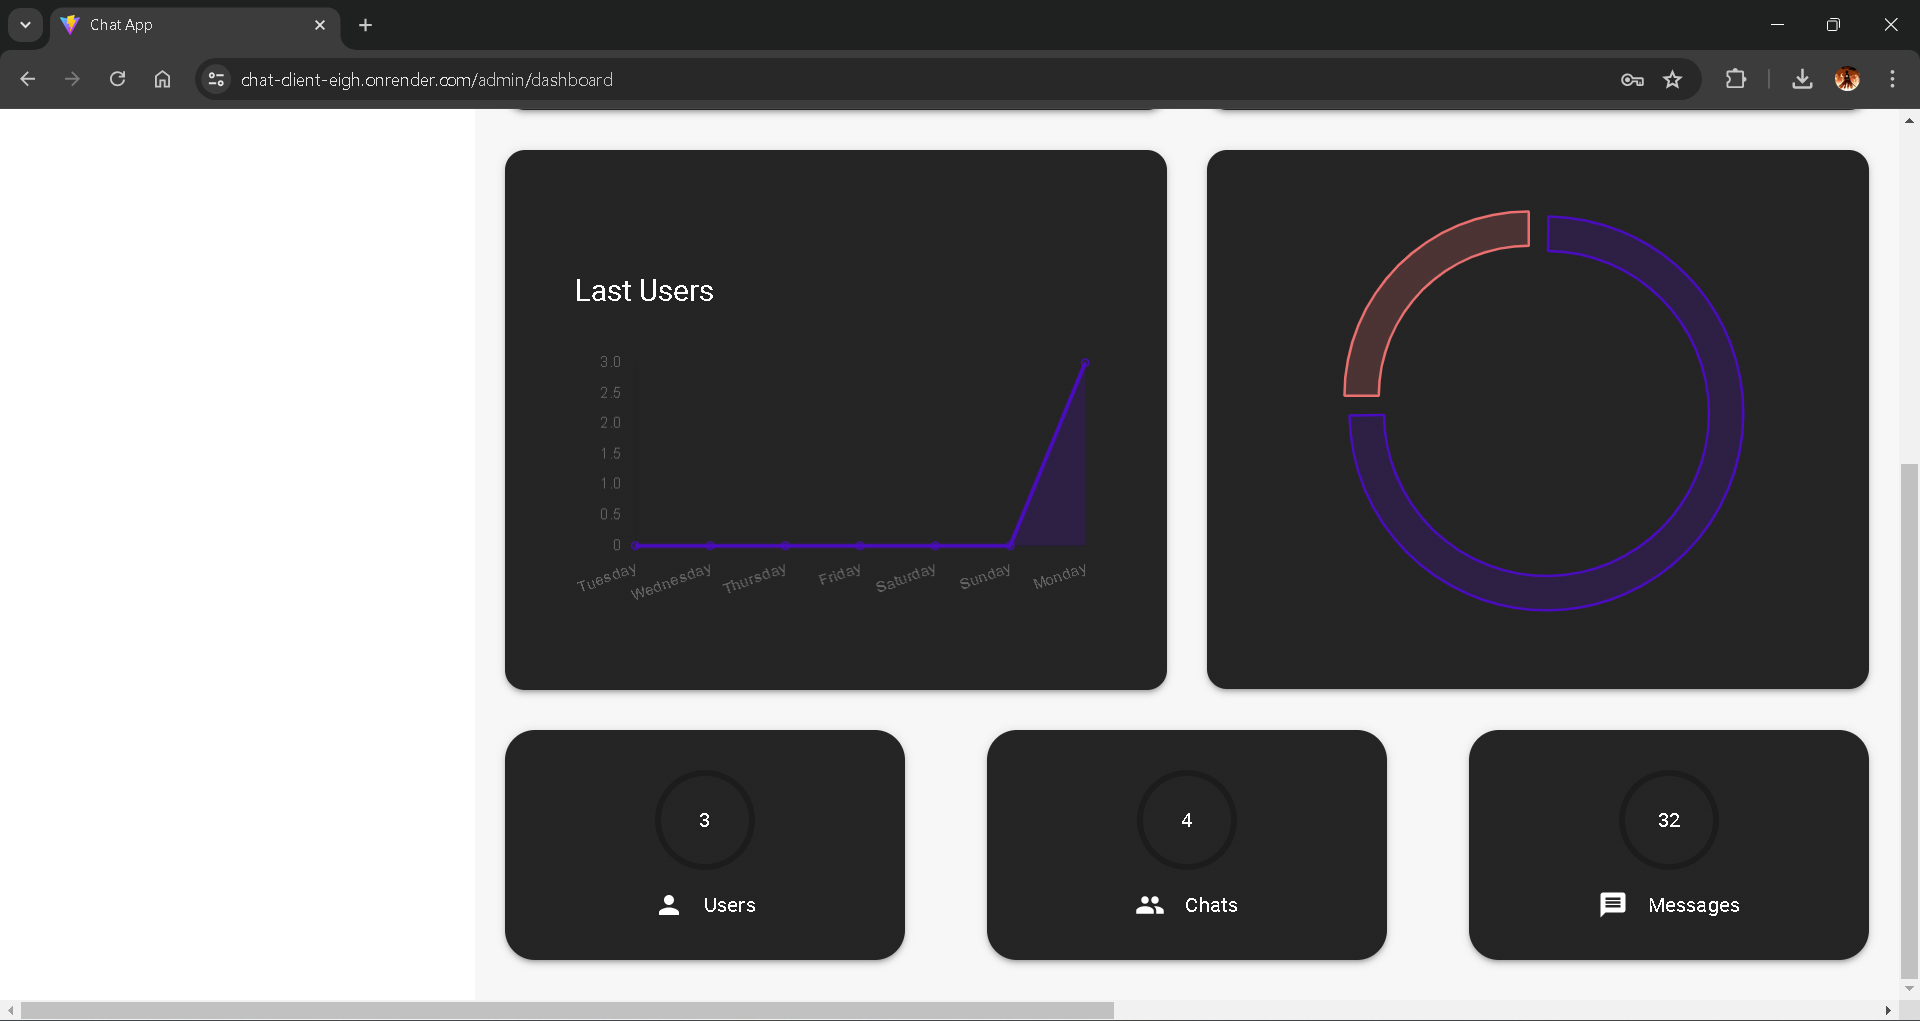 Chat App
chat-client-eigh.onrender.com/admin/dashboard
Last Users
3.0
2.5
2.0
1.5
1.0
0.5
0
Tuesday
Wednesday
Thursday
Friday
Saturday
Sunday
Monday
3
Users
4
Chats
32
Messages